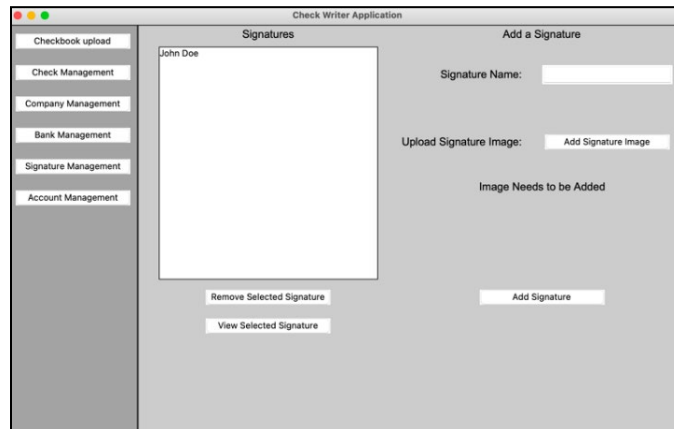 Check Writer Application
Checkbook upload
Check Management
Company Management
Bank Management
Signature Management
Account Management
Signatures
John Doe
Remove Selected Signature
View Selected Signature
Add a Signature
Signature Name:
Upload Signature Image:
Add Signature Image
Image Needs to be Added
Add Signature